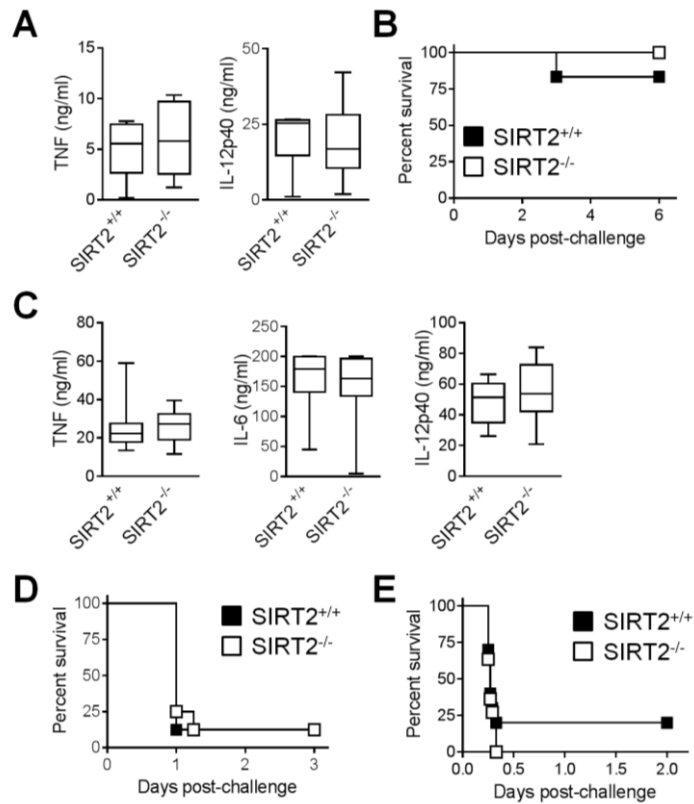 A
TNF (ng/ml)
15
10
5
0
SIRT2+/+
SIRT2-/-
IL-12p40 (ng/ml)
50
25
0
SIRT2+/+
SIRT2-/-
B
Percent survival
100
75
50
25
0
0
2
4
6
SIRT2+/+
SIRT2-/-
Days post-challenge
C
TNF (ng/ml)
80
60
40
20
0
SIRT2+/+
SIRT2-/-
IL-6 (ng/ml)
250
200
150
100
50
0
SIRT2+/+
SIRT2-/-
IL-12p40 (ng/ml)
100
80
60
40
20
0
SIRT2+/+
SIRT2-/-
D
Percent survival
100
75
50
25
0
0
1
2
3
SIRT2+/+
SIRT2-/-
Days post-challenge
E
Percent survival
100
75
50
25
0
0.0
0.5
1.0
1.5
2.0
SIRT2+/+
SIRT2-/-
Days post-challenge